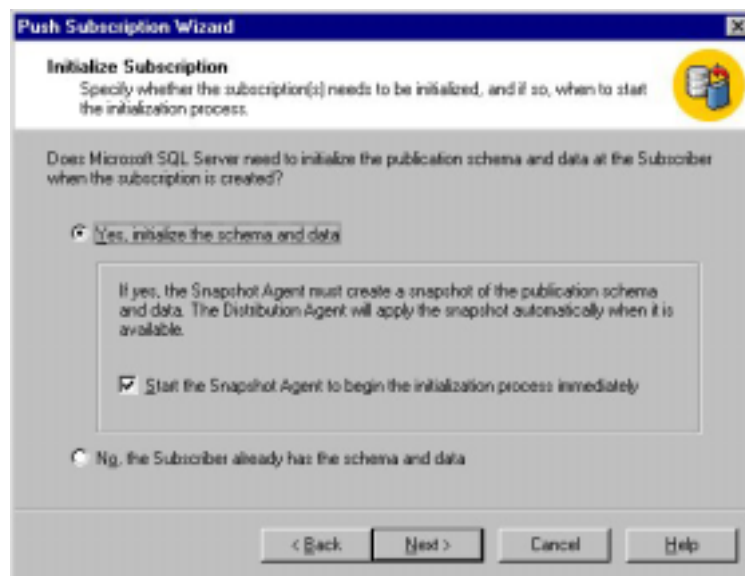 Push Subscription Wizard
Initialize Subscription
Specify whether the subscription(s) needs to be initialized, and if so, when to start
the initialization process.
Does Microsoft SQL Server need to initialize the publication schema and data at the Subscriber
when the subscription is created?
Yes, initialize the schema and data
If yes, the Snapshot Agent must create a snapshot of the publication schema
and data. The Distribution Agent will apply the snapshot automatically when it is
available.
Start the Snapshot Agent to begin the initialization process immediately
No, the Subscriber already has the schema and data
< Back Next > Cancel Help